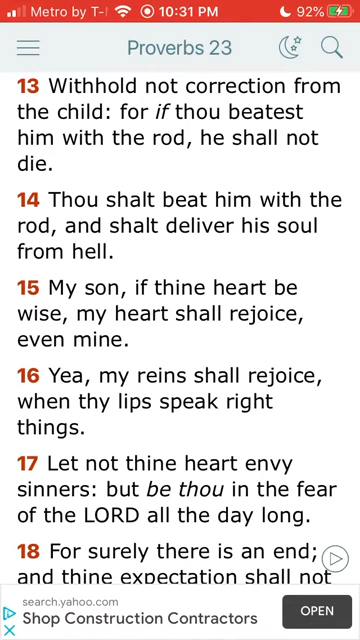 Metro by T- 10:31 PM 92%
Proverbs 23
13 Withhold not correction from
the child: for if thou beatest
him with the rod, he shall not
die.
14 Thou shalt beat him with the
rod, and shalt deliver his soul
from hell.
15 My son, if thine heart be
wise, my heart shall rejoice,
even mine.
16 Yea, my reins shall rejoice,
when thy lips speak right
things.
17 Let not thine heart envy
sinners: but be thou in the fear
of the LORD all the day long.
18 For surely there is an end;
and thine expectation shall not
search.yahoo.com
Shop Construction Contractors
OPEN